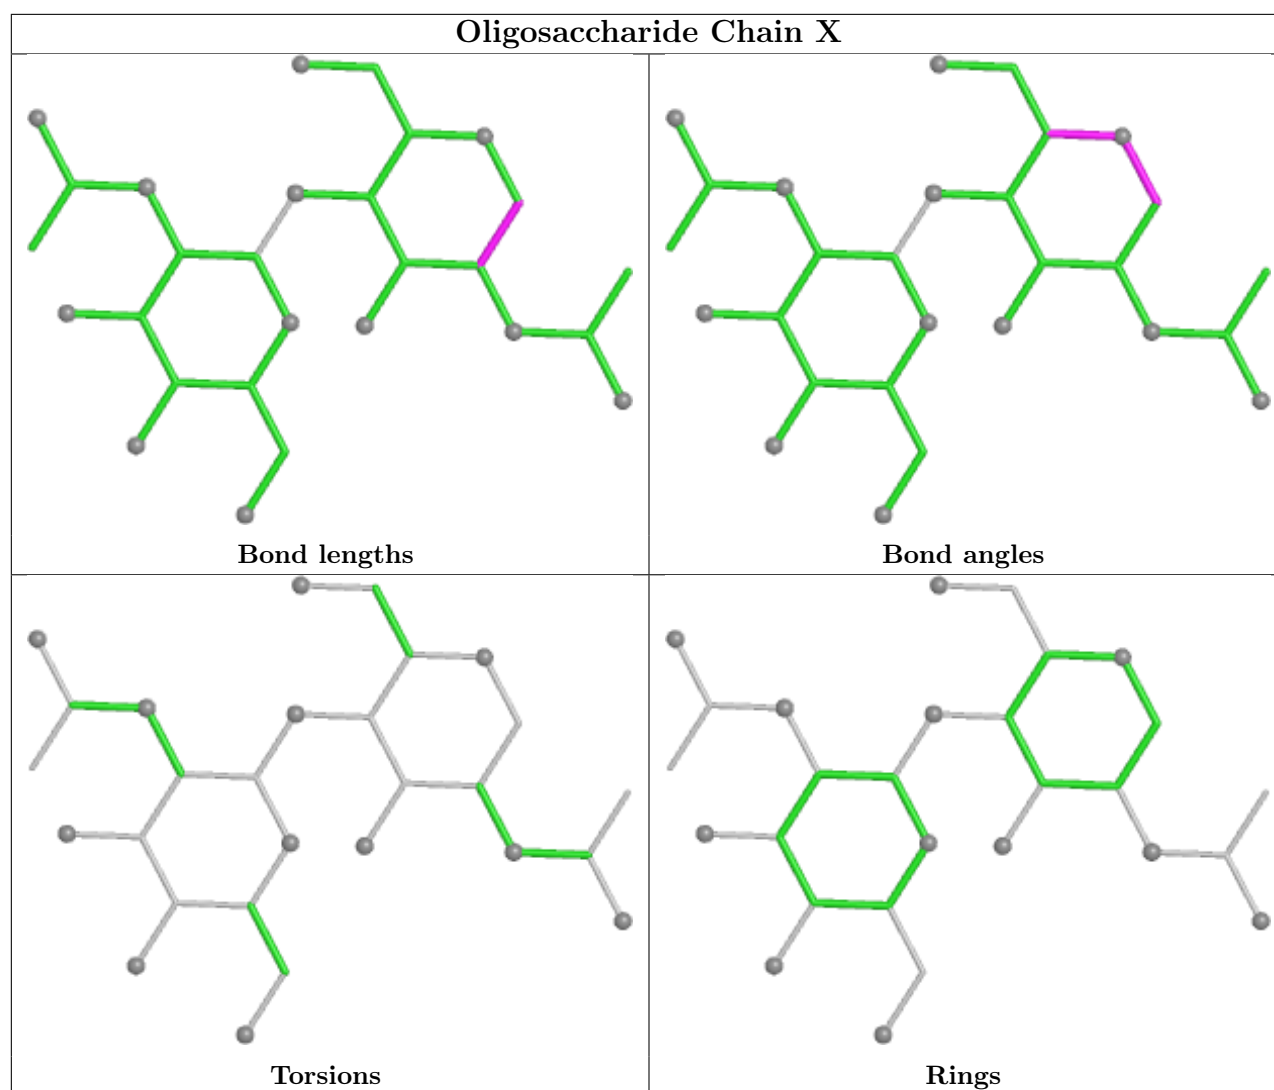 Oligosaccharide Chain X
Bond lengths
Bond angles
Torsions
Rings